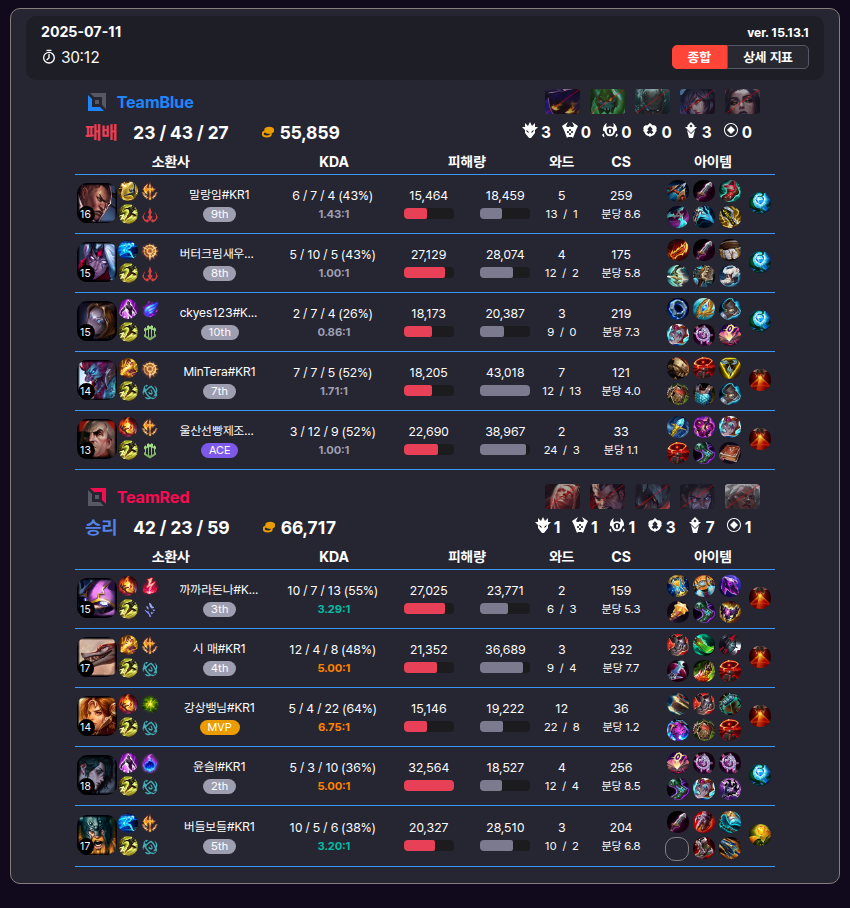 2025-07-11
ver. 15.13.1
30:12
종합 상세 지표
TeamBlue
패배 23 / 43 / 27 55,859 3 0 0 0 3 0
소환사 KDA 피해량 와드 CS 아이템
16 말랑임#KR1 9th 6 / 7 / 4 (43%) 1.43:1 15,464 18,459 5 13 / 1 259 분당 8.6
15 버터크림새우... 8th 5 / 10 / 5 (43%) 1.00:1 27,129 28,074 4 12 / 2 175 분당 5.8
15 ckyes123#K... 10th 2 / 7 / 4 (26%) 0.86:1 18,173 20,387 3 9 / 0 219 분당 7.3
14 MinTera#KR1 7th 7 / 7 / 5 (52%) 1.71:1 18,205 43,018 7 12 / 13 121 분당 4.0
13 울산선빵제조... ACE 3 / 12 / 9 (52%) 1.00:1 22,690 38,967 2 24 / 3 33 분당 1.1
TeamRed
승리 42 / 23 / 59 66,717 1 1 1 3 7 1
소환사 KDA 피해량 와드 CS 아이템
15 까까라돈나#K... 3th 10 / 7 / 13 (55%) 3.29:1 27,025 23,771 2 6 / 3 159 분당 5.3
17 시 매#KR1 4th 12 / 4 / 8 (48%) 5.00:1 21,352 36,689 3 9 / 4 232 분당 7.7
14 강상뱅님#KR1 MVP 5 / 4 / 22 (64%) 6.75:1 15,146 19,222 12 22 / 8 36 분당 1.2
18 윤슬l#KR1 2th 5 / 3 / 10 (36%) 5.00:1 32,564 18,527 4 12 / 4 256 분당 8.5
17 버들보들#KR1 5th 10 / 5 / 6 (38%) 3.20:1 20,327 28,510 3 10 / 2 204 분당 6.8